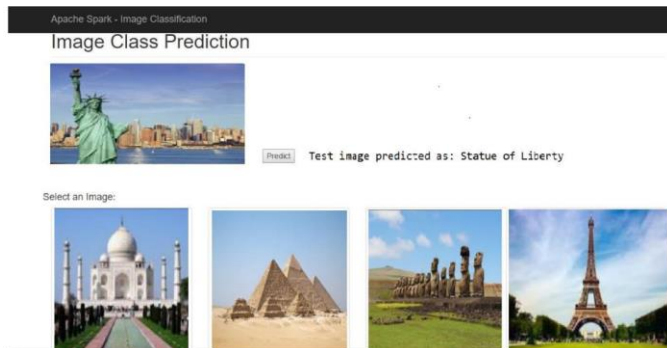 Apache Spark - Image Classification
Image Class Prediction
Predict Test image predicted as: Statue of Liberty
Select an Image: